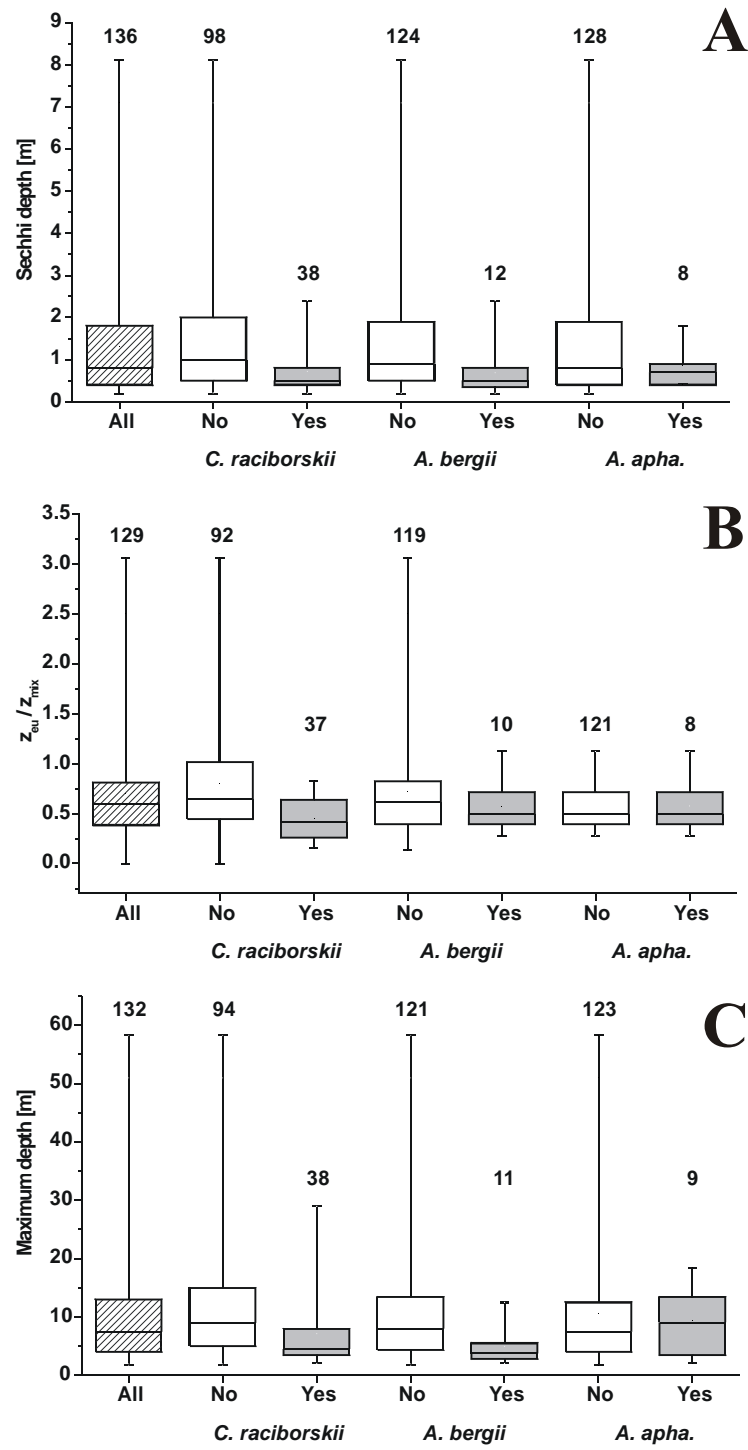 A
136 98 124 128
38 12 8
9
8
7
6
5
4
3
2
1
0
Sechhi depth [m]
All No Yes No Yes No Yes
C. raciborskii A. bergii A. apha.
B
129 92 119
37 10 121 8
3.5
3.0
2.5
2.0
1.5
1.0
0.5
0.0
zeu / zmix
All No Yes No Yes No Yes
C. raciborskii A. bergii A. apha.
C
132 94 121 123
38 11 9
60
50
40
30
20
10
0
Maximum depth [m]
All No Yes No Yes No Yes
C. raciborskii A. bergii A. apha.